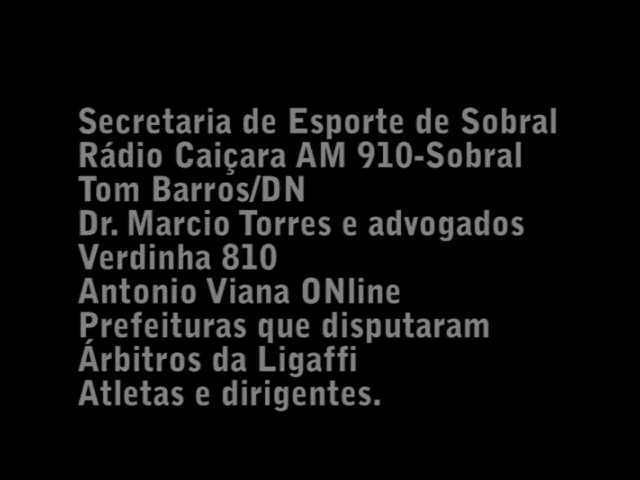 Secretaria de Esporte de Sobral
Rádio Caiçara AM 910-Sobral
Tom Barros/DN
Dr. Marcio Torres e advogados
Verdinha 810
Antonio Viana ONline
Prefeituras que disputaram
Árbitros da Ligaffi
Atletas e dirigentes.